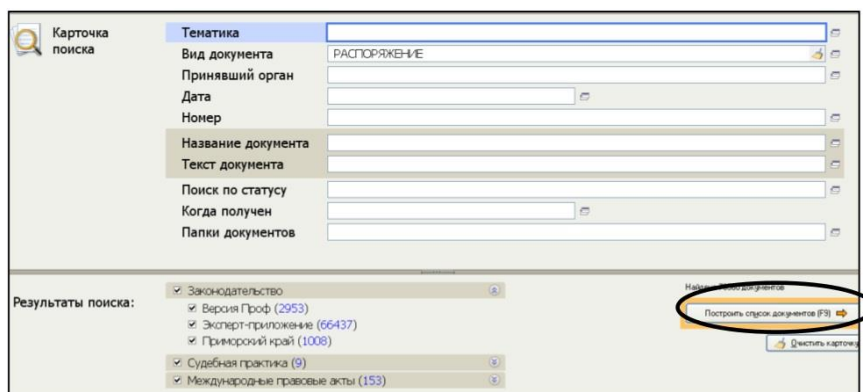 Карточка поиска
Тематика
Вид документа РАСПОРЯЖЕНИЕ
Принявший орган
Дата
Номер
Название документа
Текст документа
Поиск по статусу
Когда получен
Папки документов
Результаты поиска:
Законодательство
Версия Проф (2953)
Эксперт-приложение (66437)
Приморский край (1008)
Судебная практика (9)
Международные правовые акты (153)
документов
Построить список документов (F9)
Очистить карточку